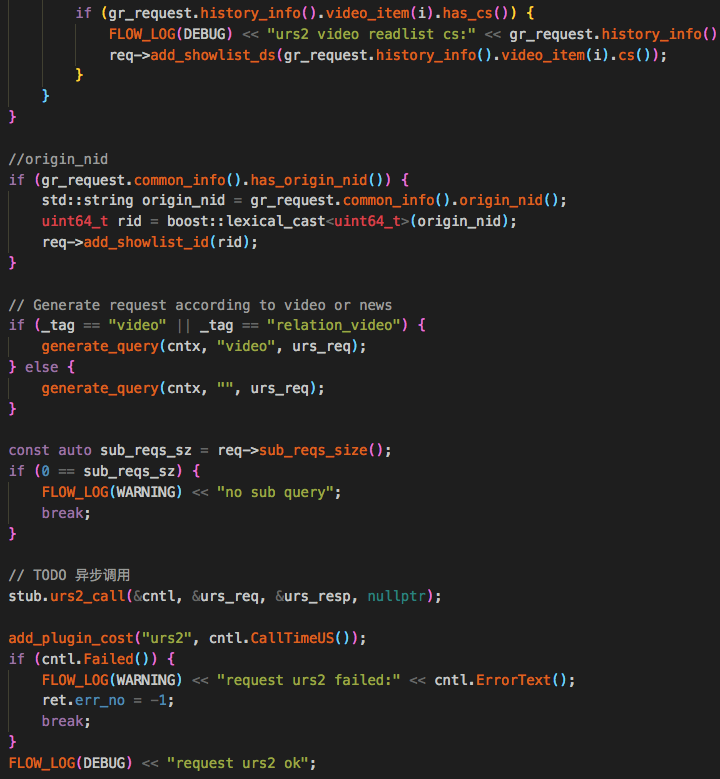 if (gr_request.history_info().video_item(i).has_cs()) {
FLOW_LOG(DEBUG) << "urs2 video readlist cs:" << gr_request.history_info()
req->add_showlist_ds(gr_request.history_info().video_item(i).cs());
}
}
}
//origin_nid
if (gr_request.common_info().has_origin_nid()) {
std::string origin_nid = gr_request.common_info().origin_nid();
uint64_t rid = boost::lexical_cast<uint64_t>(origin_nid);
req->add_showlist_id(rid);
}
// Generate request according to video or news
if (_tag == "video" || _tag == "relation_video") {
generate_query(cntx, "video", urs_req);
} else {
generate_query(cntx, "", urs_req);
}
const auto sub_reqs_sz = req->sub_reqs_size();
if (0 == sub_reqs_sz) {
FLOW_LOG(WARNING) << "no sub query";
break;
}
// TODO 异步调用
stub.urs2_call(&cntl, &urs_req, &urs_resp, nullptr);
add_plugin_cost("urs2", cntl.CallTimeUS());
if (cntl.Failed()) {
FLOW_LOG(WARNING) << "request urs2 failed:" << cntl.ErrorText();
ret.err_no = -1;
break;
}
FLOW_LOG(DEBUG) << "request urs2 ok";